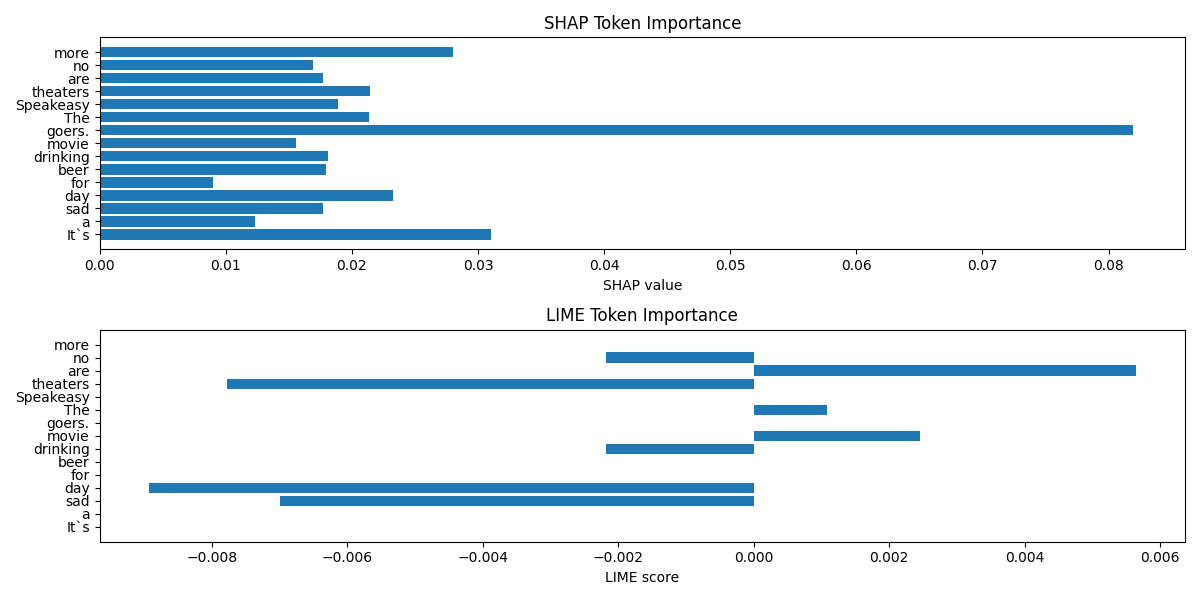 SHAP Token Importance
more
no
are
theaters
Speakeasy
The
goers.
movie
drinking
beer
for
day
sad
a
It`s
0.00 0.01 0.02 0.03 0.04 0.05 0.06 0.07 0.08
SHAP value
LIME Token Importance
more
no
are
theaters
Speakeasy
The
goers.
movie
drinking
beer
for
day
sad
a
It`s
−0.008 −0.006 −0.004 −0.002 0.000 0.002 0.004 0.006
LIME score